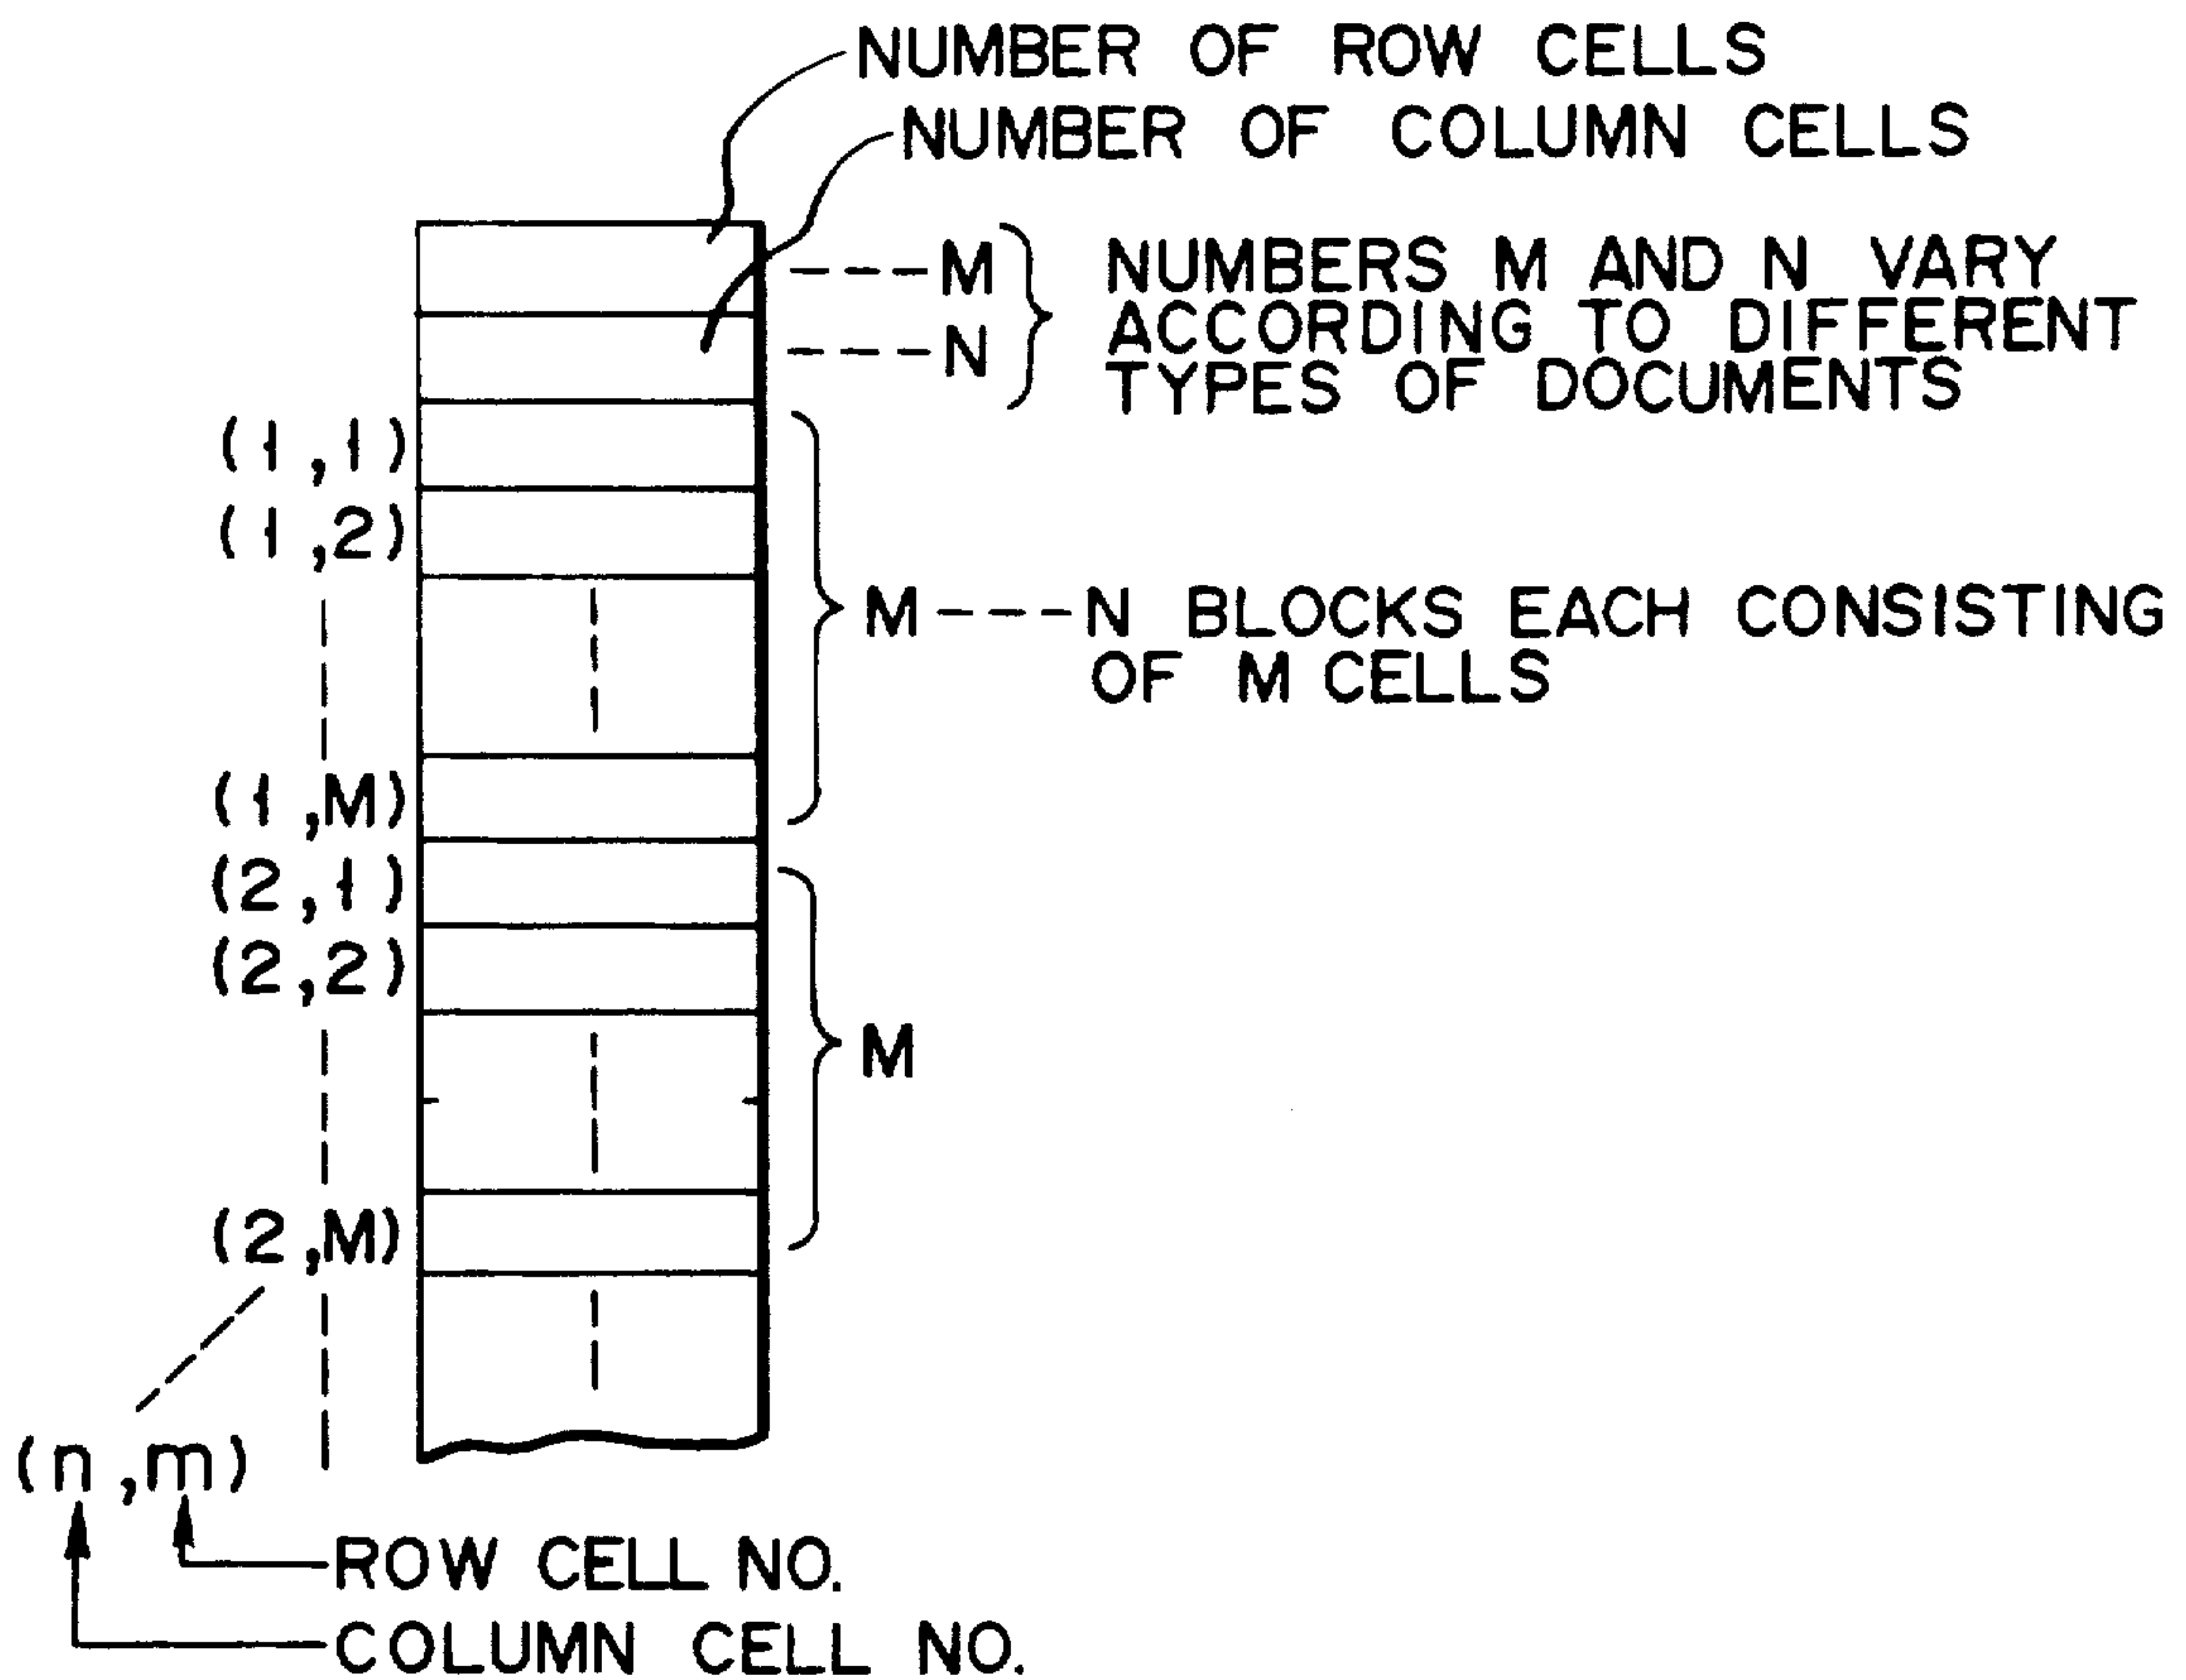 NUMBER OF ROW CELLS
NUMBER OF COLUMN CELLS
M
N
NUMBERS M AND N VARY
ACCORDING TO DIFFERENT
TYPES OF DOCUMENTS
(1,1)
(1,2)
M----N BLOCKS EACH CONSISTING
OF M CELLS
(1,M)
(2,1)
(2,2)
M
(2,M)
(n,m)
ROW CELL NO.
COLUMN CELL NO.